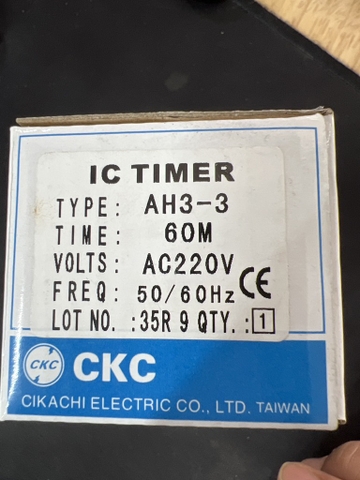 IC TIMER
TYPE: AH3-3
TIME: 60M
VOLTS: AC220V
CE
FREQ: 50/60Hz
LOT NO. :35R 9 QTY. :1
CKC CKC
CIKACHI ELECTRIC CO., LTD. TAIWAN